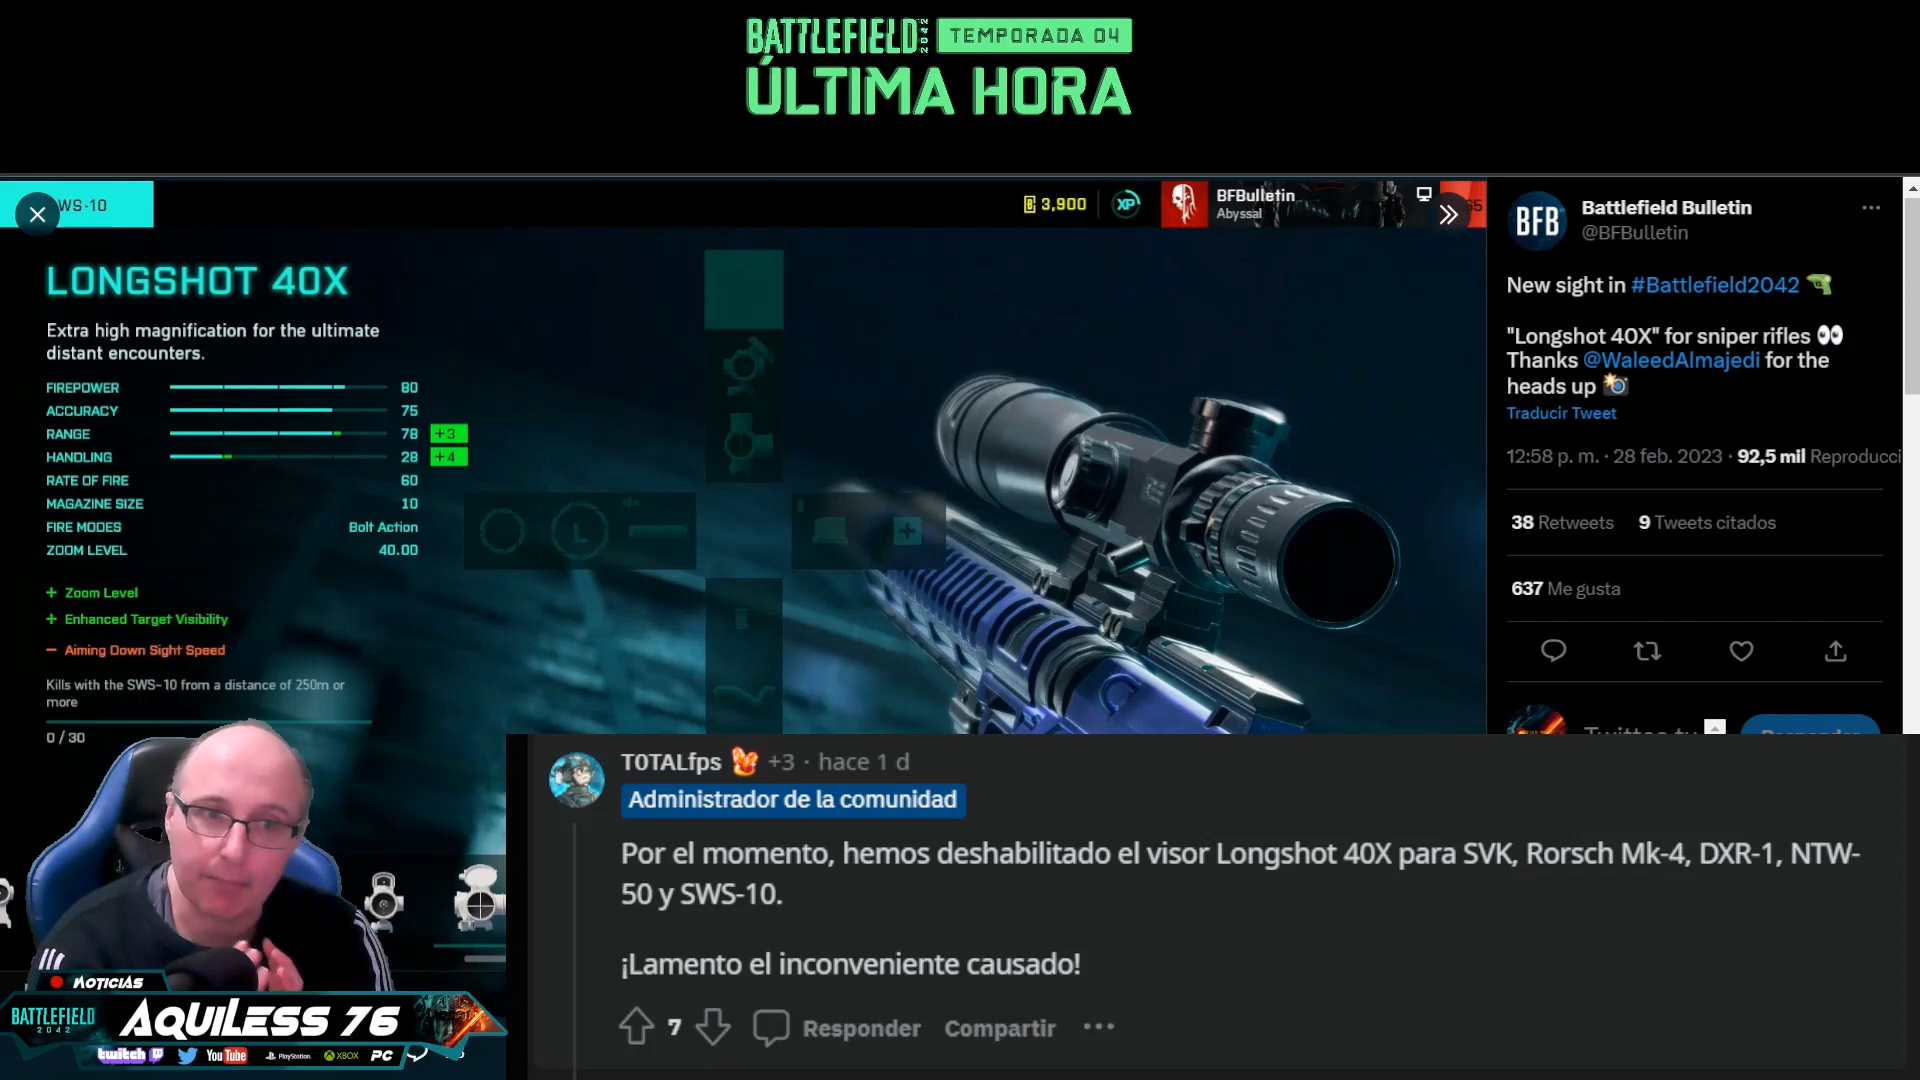 BATTLEFIELD 2042 TEMPORADA 04
ÚLTIMA HORA
WS-10
3,900
XP
BFBulletin
Abyssal
65
LONGSHOT 40X
Extra high magnification for the ultimate
distant encounters.
FIREPOWER 80
ACCURACY 75
RANGE 78 +3
HANDLING 28 +4
RATE OF FIRE 60
MAGAZINE SIZE 10
FIRE MODES Bolt Action
ZOOM LEVEL 40.00
+ Zoom Level
+ Enhanced Target Visibility
− Aiming Down Sight Speed
Kills with the SWS-10 from a distance of 250m or
more
0 / 30
L
BFB
Battlefield Bulletin
@BFBulletin
New sight in #Battlefield2042
"Longshot 40X" for sniper rifles
Thanks @WaleedAlmajedi for the
heads up
Traducir Tweet
12:58 p. m. · 28 feb. 2023 · 92,5 mil Reproducci
38 Retweets 9 Tweets citados
637 Me gusta
T0TALfps +3 · hace 1 d
Administrador de la comunidad
Por el momento, hemos deshabilitado el visor Longshot 40X para SVK, Rorsch Mk-4, DXR-1, NTW-
50 y SWS-10.
¡Lamento el inconveniente causado!
7 Responder Compartir
NOTICIAS
BATTLEFIELD
2042
AQUILESS 76
twitch YouTube PlayStation XBOX PC